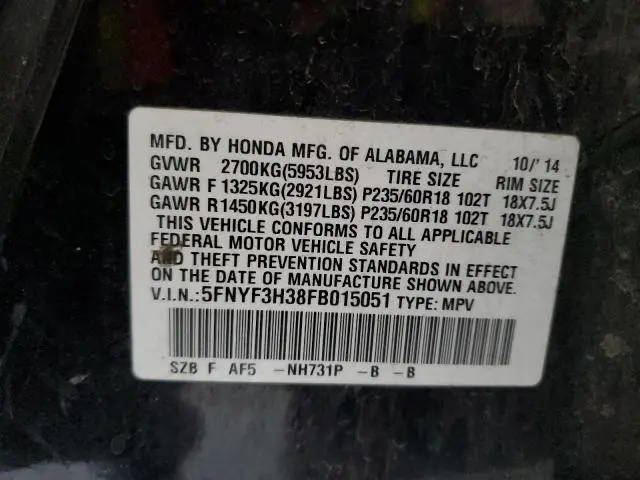 MFD. BY HONDA MFG. OF ALABAMA, LLC 10/'14
GVWR 2700KG(5953LBS) TIRE SIZE RIM SIZE
GAWR F 1325KG(2921LBS) P235/60R18 102T 18X7.5J
GAWR R1450KG(3197LBS) P235/60R18 102T 18X7.5J
THIS VEHICLE CONFORMS TO ALL APPLICABLE
FEDERAL MOTOR VEHICLE SAFETY
AND THEFT PREVENTION STANDARDS IN EFFECT
ON THE DATE OF MANUFACTURE SHOWN ABOVE.
V.I.N.:5FNYF3H38FB015051 TYPE: MPV
SZB F AF5 -NH731P -B -B